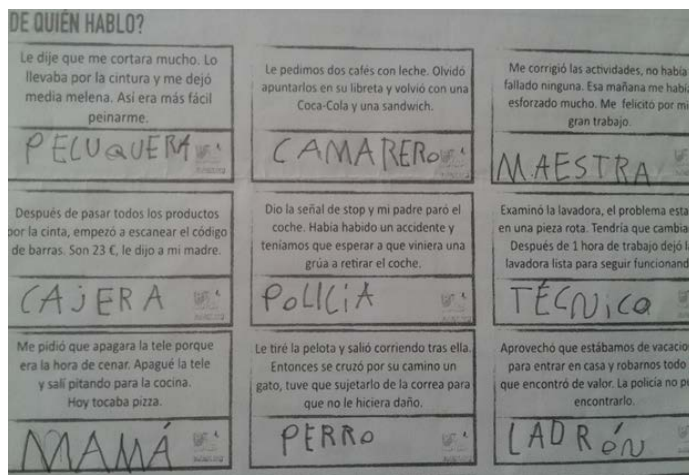 DE QUIÉN HABLO?
Le dije que me cortara mucho. Lo
llevaba por la cintura y me dejó
media melena. Así era más fácil
peinarme.
PELUQUERA
Le pedimos dos cafés con leche. Olvidó
apuntarlos en su libreta y volvió con una
Coca-Cola y una sandwich.
CAMARERO
Me corrigió las actividades, no había
fallado ninguna. Esa mañana me había
esforzado mucho. Me felicitó por mi
gran trabajo.
MAESTRA
Después de pasar todos los productos
por la cinta, empezó a escanear el código
de barras. Son 23 €, le dijo a mi madre.
CAJERA
Dio la señal de stop y mi padre paró el
coche. Había habido un accidente y
teníamos que esperar a que viniera una
grúa a retirar el coche.
POLICÍA
Examinó la lavadora, el problema esta
en una pieza rota. Tendría que cambia
Después de 1 hora de trabajo dejó l
lavadora lista para seguir funcionand
TÉCNICO
Me pidió que apagara la tele porque
era la hora de cenar. Apagué la tele
y salí pitando para la cocina.
Hoy tocaba pizza.
MAMÁ
Le tiré la pelota y salió corriendo tras ella.
Entonces se cruzó por su camino un
gato, tuve que sujetarlo de la correa para
que no le hiciera daño.
PERRO
Aprovechó que estábamos de vacacio
para entrar en casa y robarnos todo
que encontró de valor. La policía no p
encontrarlo.
LADRÓN